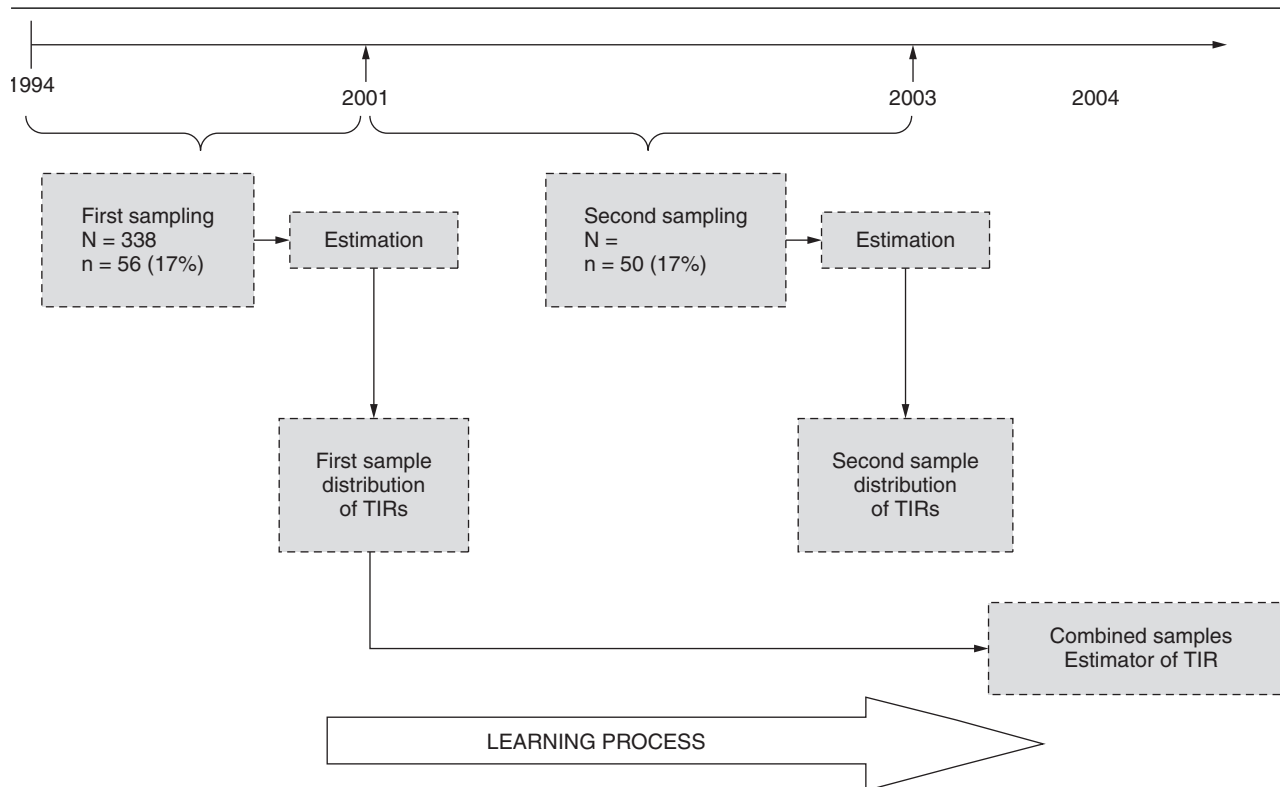 1994
2001
2003
2004
First sampling
N = 338
n = 56 (17%)
Estimation
Second sampling
N =
n = 50 (17%)
Estimation
First sample
distribution
of TIRs
Second sample
distribution
of TIRs
Combined samples
Estimator of TIR
LEARNING PROCESS